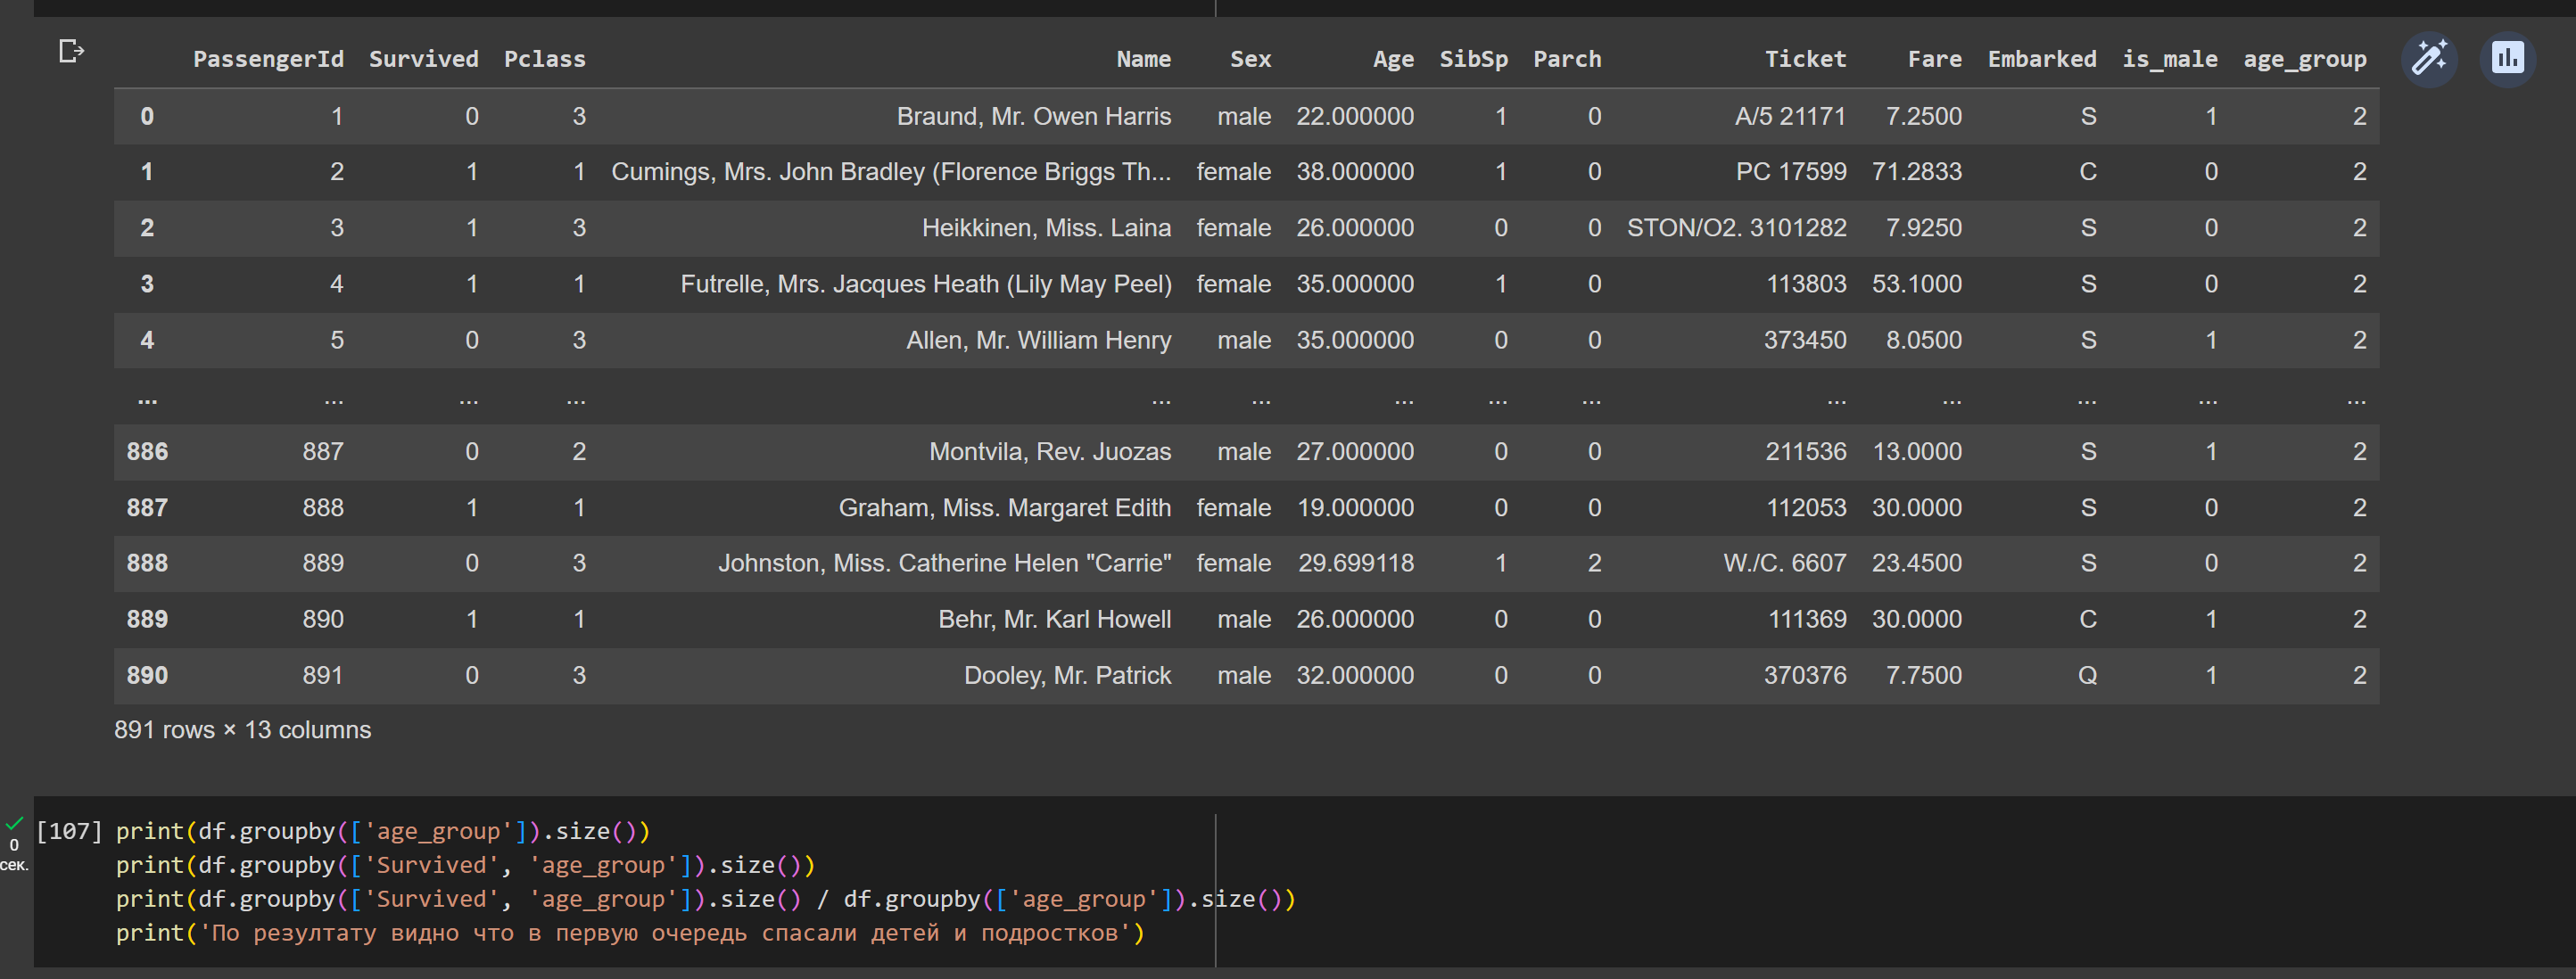 PassengerId Survived Pclass Name Sex Age SibSp Parch Ticket Fare Embarked is_male age_group
0 1 0 3 Braund, Mr. Owen Harris male 22.000000 1 0 A/5 21171 7.2500 S 1 2
1 2 1 1 Cumings, Mrs. John Bradley (Florence Briggs Th... female 38.000000 1 0 PC 17599 71.2833 C 0 2
2 3 1 3 Heikkinen, Miss. Laina female 26.000000 0 0 STON/O2. 3101282 7.9250 S 0 2
3 4 1 1 Futrelle, Mrs. Jacques Heath (Lily May Peel) female 35.000000 1 0 113803 53.1000 S 0 2
4 5 0 3 Allen, Mr. William Henry male 35.000000 0 0 373450 8.0500 S 1 2
... ... ... ... ... ... ... ... ... ... ... ... ... ...
886 887 0 2 Montvila, Rev. Juozas male 27.000000 0 0 211536 13.0000 S 1 2
887 888 1 1 Graham, Miss. Margaret Edith female 19.000000 0 0 112053 30.0000 S 0 2
888 889 0 3 Johnston, Miss. Catherine Helen "Carrie" female 29.699118 1 2 W./C. 6607 23.4500 S 0 2
889 890 1 1 Behr, Mr. Karl Howell male 26.000000 0 0 111369 30.0000 C 1 2
890 891 0 3 Dooley, Mr. Patrick male 32.000000 0 0 370376 7.7500 Q 1 2
891 rows × 13 columns
0
сек.
[107] print(df.groupby(['age_group']).size())
print(df.groupby(['Survived', 'age_group']).size())
print(df.groupby(['Survived', 'age_group']).size() / df.groupby(['age_group']).size())
print('По резултату видно что в первую очередь спасали детей и подростков')